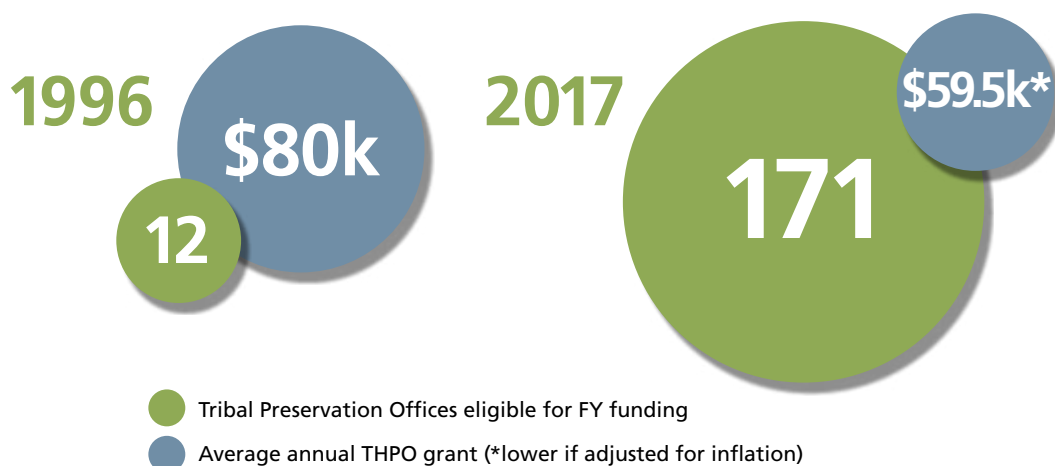 1996
$80k
12
2017
$59.5k*
171
Tribal Preservation Offices eligible for FY funding
Average annual THPO grant (*lower if adjusted for inflation)